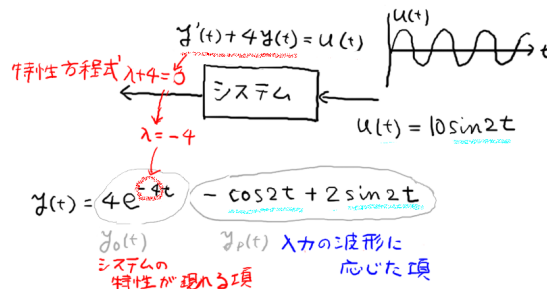 y'(t)+4y(t)=u(t)
u(t)
t
特性方程式 λ+4=3
システム
λ=-4
u(t)=10sin2t
y(t)=4e^{-4t} -cos2t+2sin2t
y₀(t)
yₚ(t) 入力の波形に
応じた項
システムの
特性が現れる項